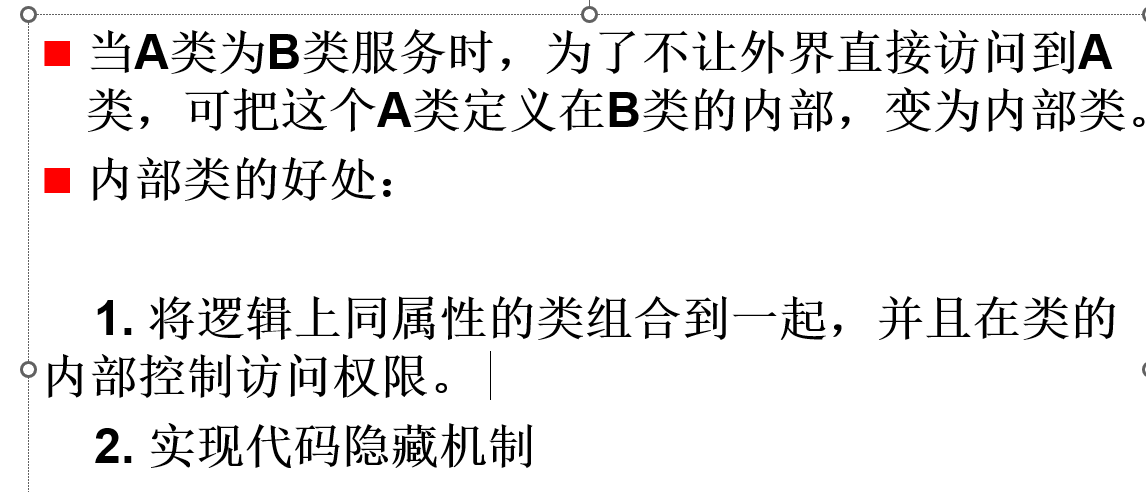 当A类为B类服务时，为了不让外界直接访问到A
类，可把这个A类定义在B类的内部，变为内部类。
内部类的好处：
1. 将逻辑上同属性的类组合到一起，并且在类的
内部控制访问权限。
2. 实现代码隐藏机制